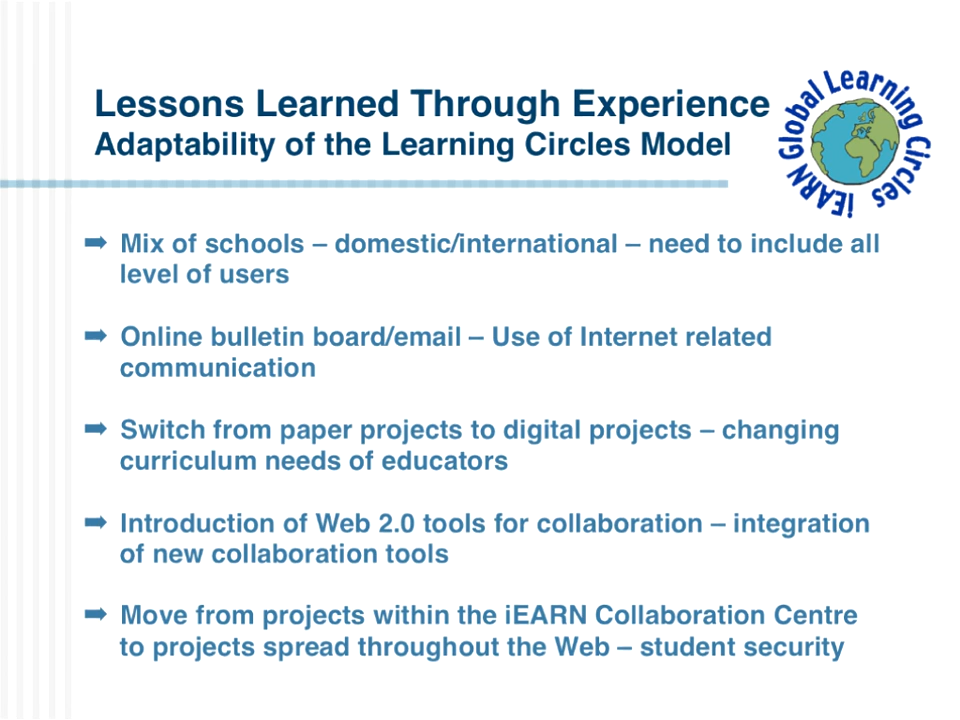 Lessons Learned Through Experience
Adaptability of the Learning Circles Model
iEARN Global Learning Circles
➡ Mix of schools – domestic/international – need to include all
level of users
➡ Online bulletin board/email – Use of Internet related
communication
➡ Switch from paper projects to digital projects – changing
curriculum needs of educators
➡ Introduction of Web 2.0 tools for collaboration – integration
of new collaboration tools
➡ Move from projects within the iEARN Collaboration Centre
to projects spread throughout the Web – student security